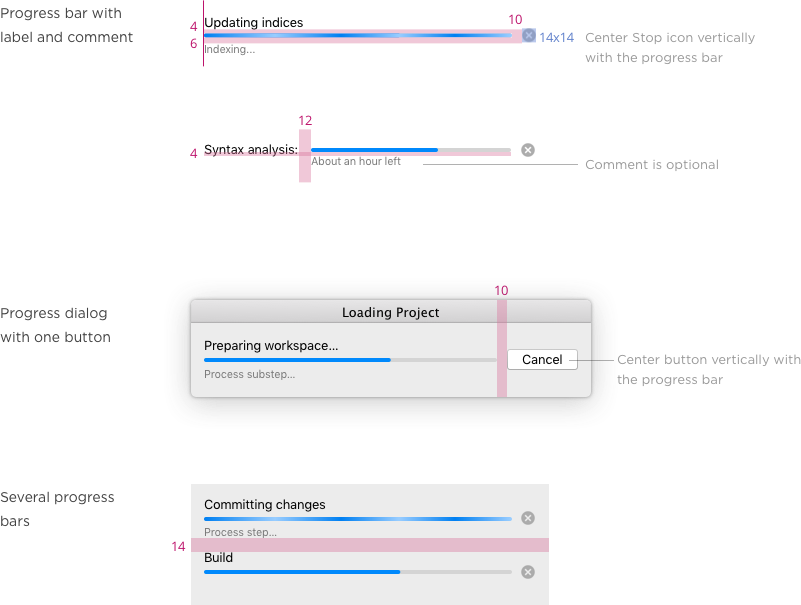 Progress bar with
label and comment
4
Updating indices
10
6
Indexing...
14x14
Center Stop icon vertically
with the progress bar
12
4
Syntax analysis:
About an hour left
Comment is optional
Progress dialog
with one button
10
Loading Project
Preparing workspace...
Process substep...
Cancel
Center button vertically with
the progress bar
Several progress
bars
Committing changes
Process step...
14
Build